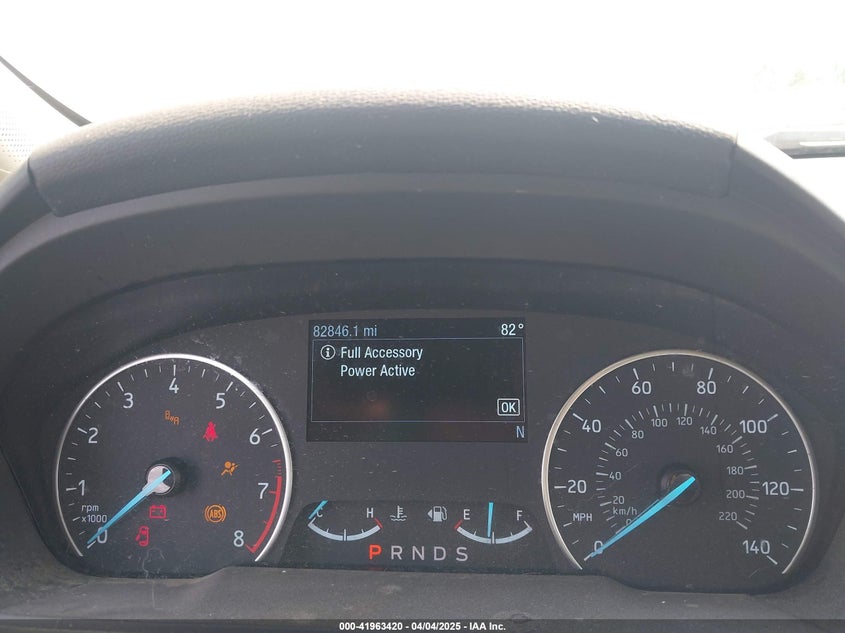 82846.1 mi 82°
Full Accessory
Power Active
OK
N
0 1 2 3 4 5 6 7 8
rpm
x1000
ABS
C H
E F
P R N D S
0 20 40 60 80 100 120 140
MPH
0 20 40 60 80 100 120 140 160 180 200 220
km/h
000-41963420 - 04/04/2025 - IAA Inc.